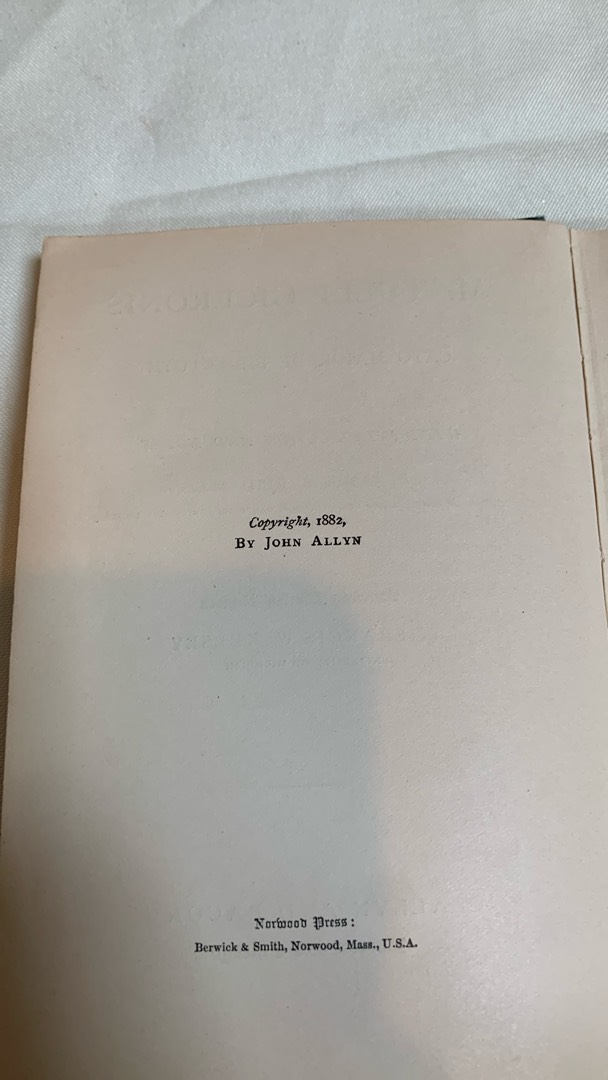 Copyright, 1882,
By John Allyn
Norwood Press:
Berwick & Smith, Norwood, Mass., U.S.A.